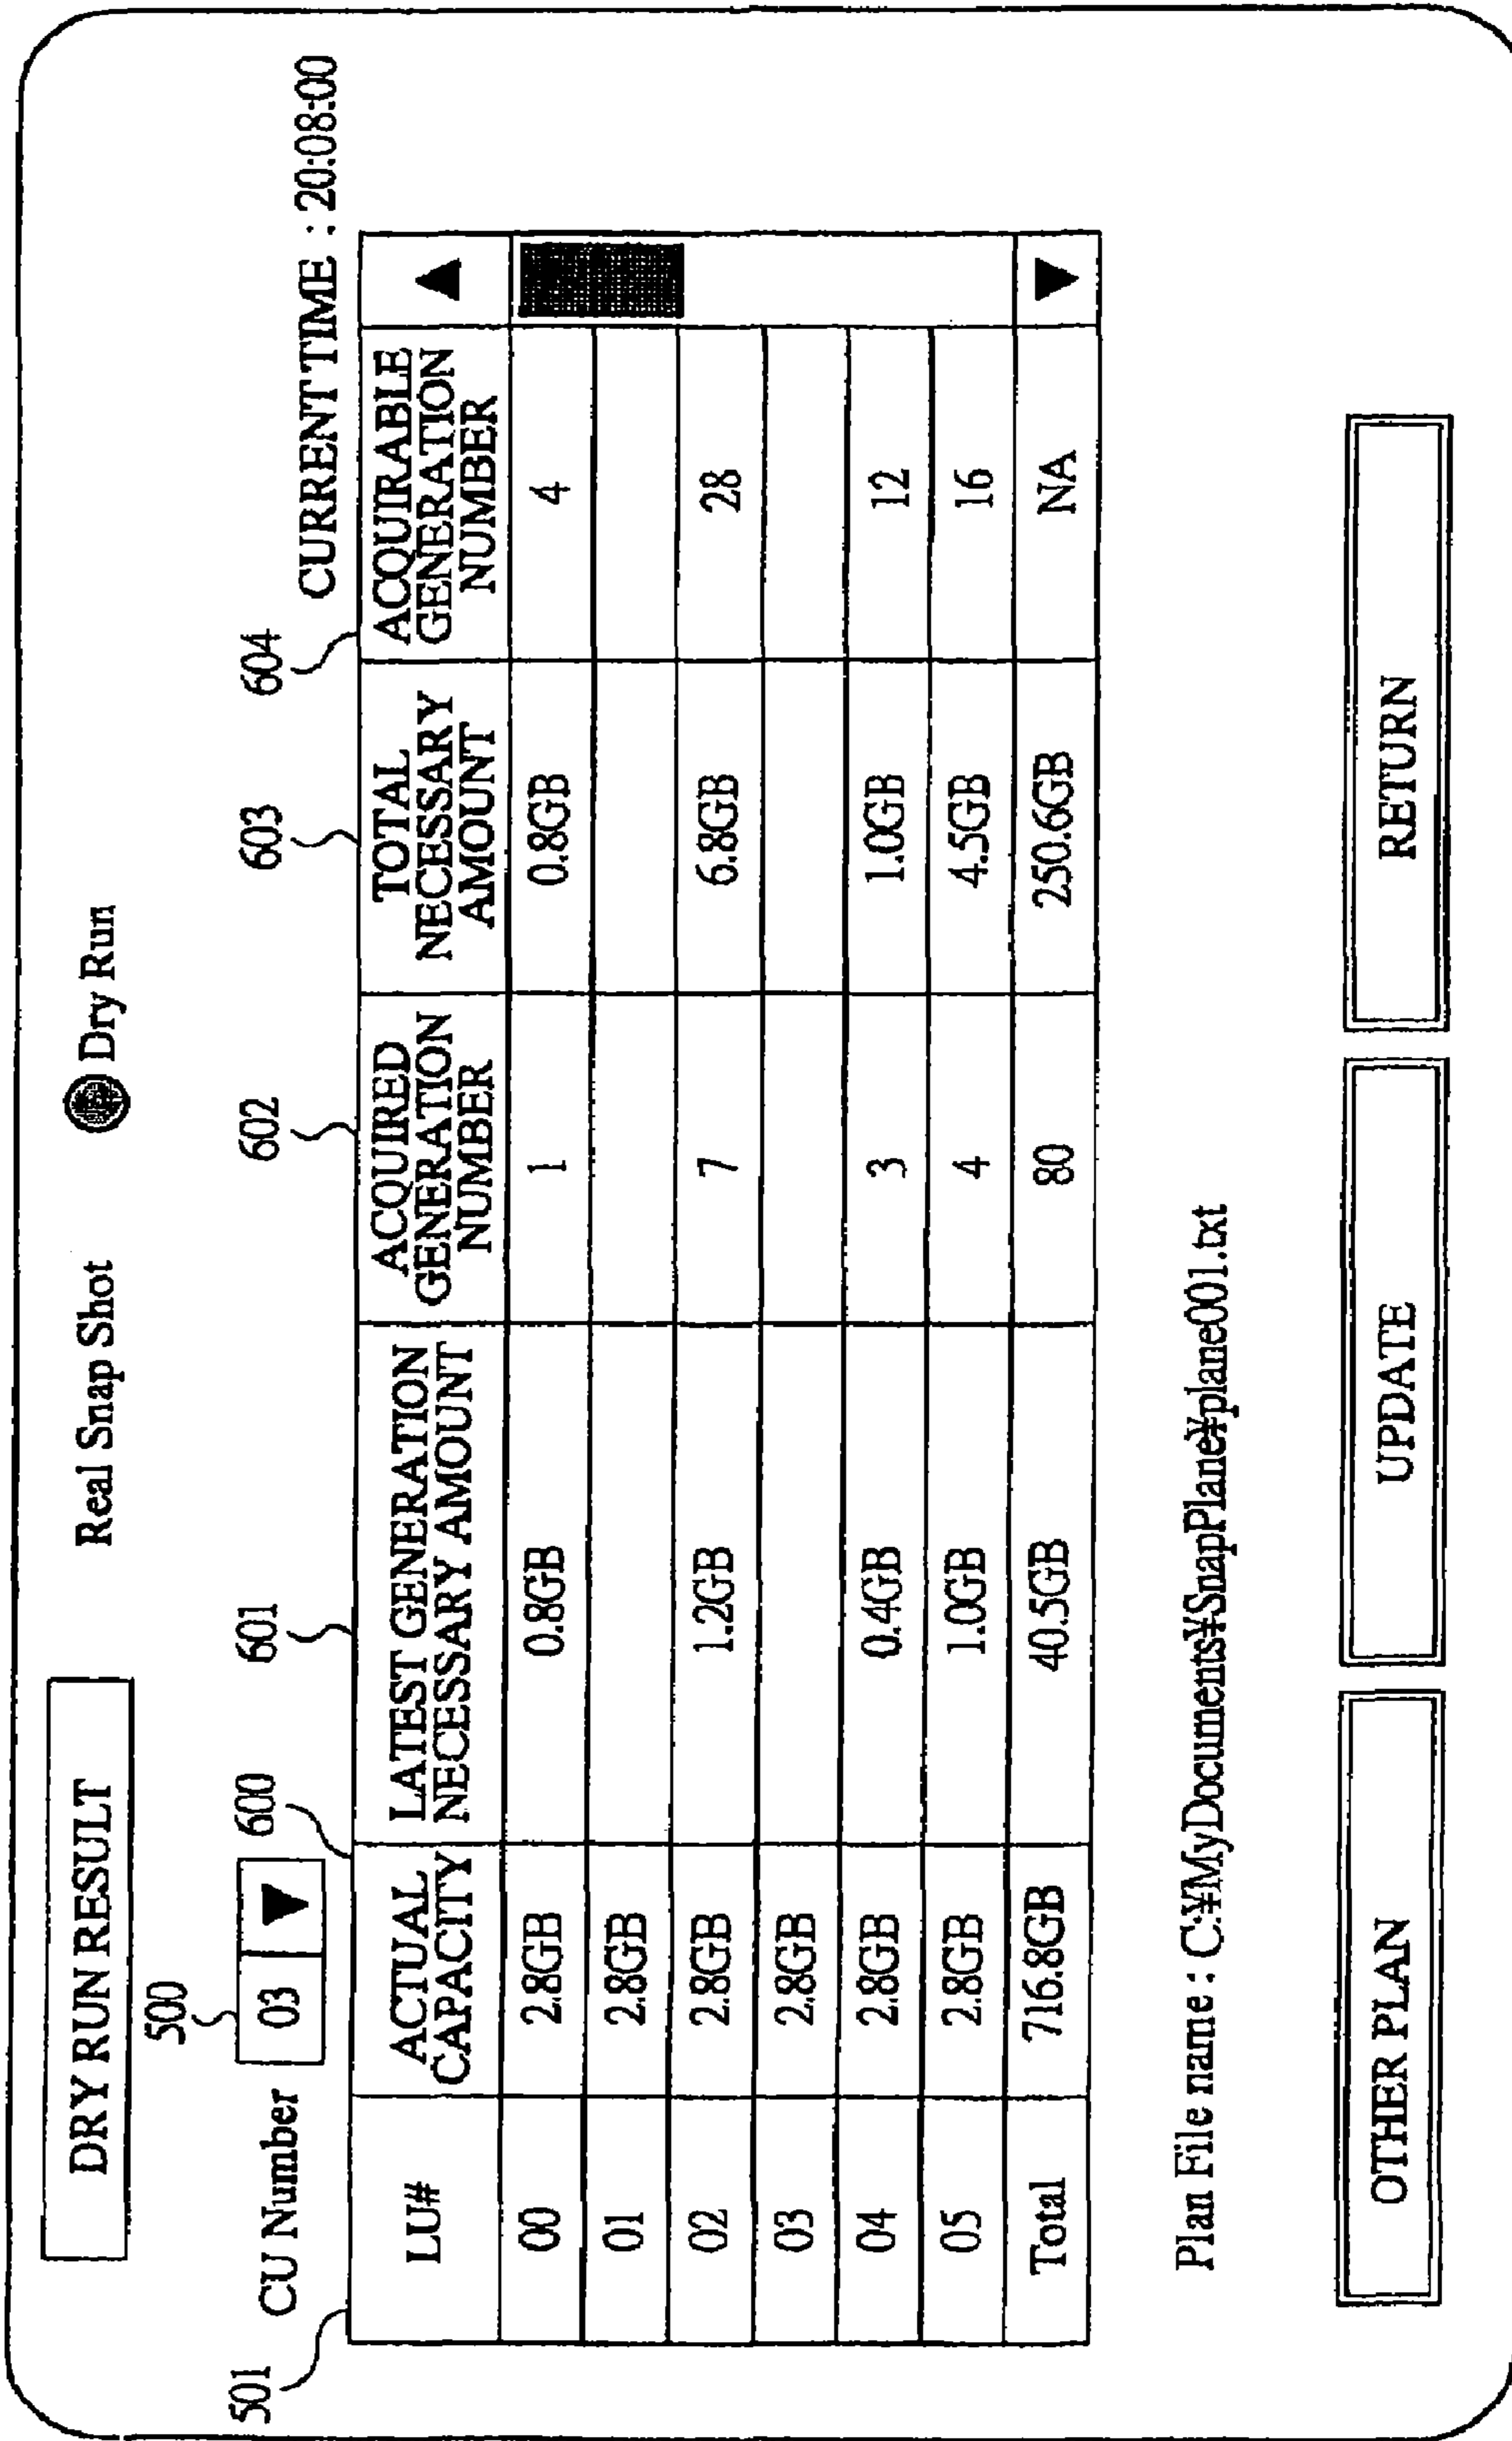 DRY RUN RESULT
Real Snap Shot
Dry Run
500
CU Number 03 ▼
CURRENT TIME : 20:08:00
501
600
601
602
603
604
LU# ACTUAL CAPACITY LATEST GENERATION NECESSARY AMOUNT ACQUIRED GENERATION NUMBER TOTAL NECESSARY AMOUNT ACQUIRABLE GENERATION NUMBER ▲
00 2.8GB 0.8GB 1 0.8GB 4
01 2.8GB
02 2.8GB 1.2GB 7 6.8GB 28
03 2.8GB
04 2.8GB 0.4GB 3 1.0GB 12
05 2.8GB 1.0GB 4 4.5GB 16
Total 716.8GB 40.5GB 80 250.6GB NA ▼
Plan File name : C:¥MyDocuments¥SnapPlane¥plane001.txt
OTHER PLAN
UPDATE
RETURN